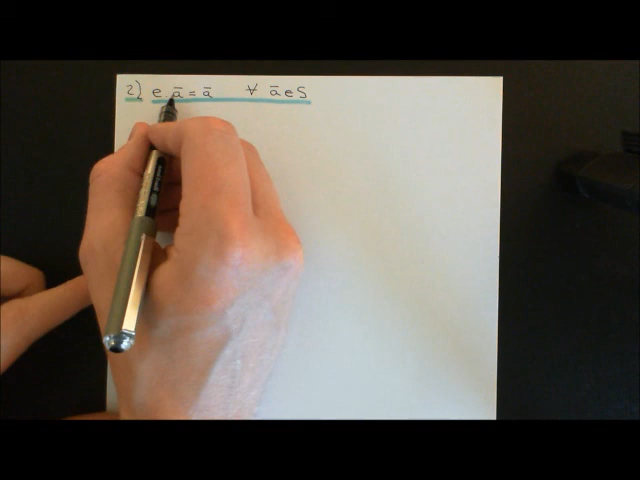 2) e.ā = ā ∀ ā e S